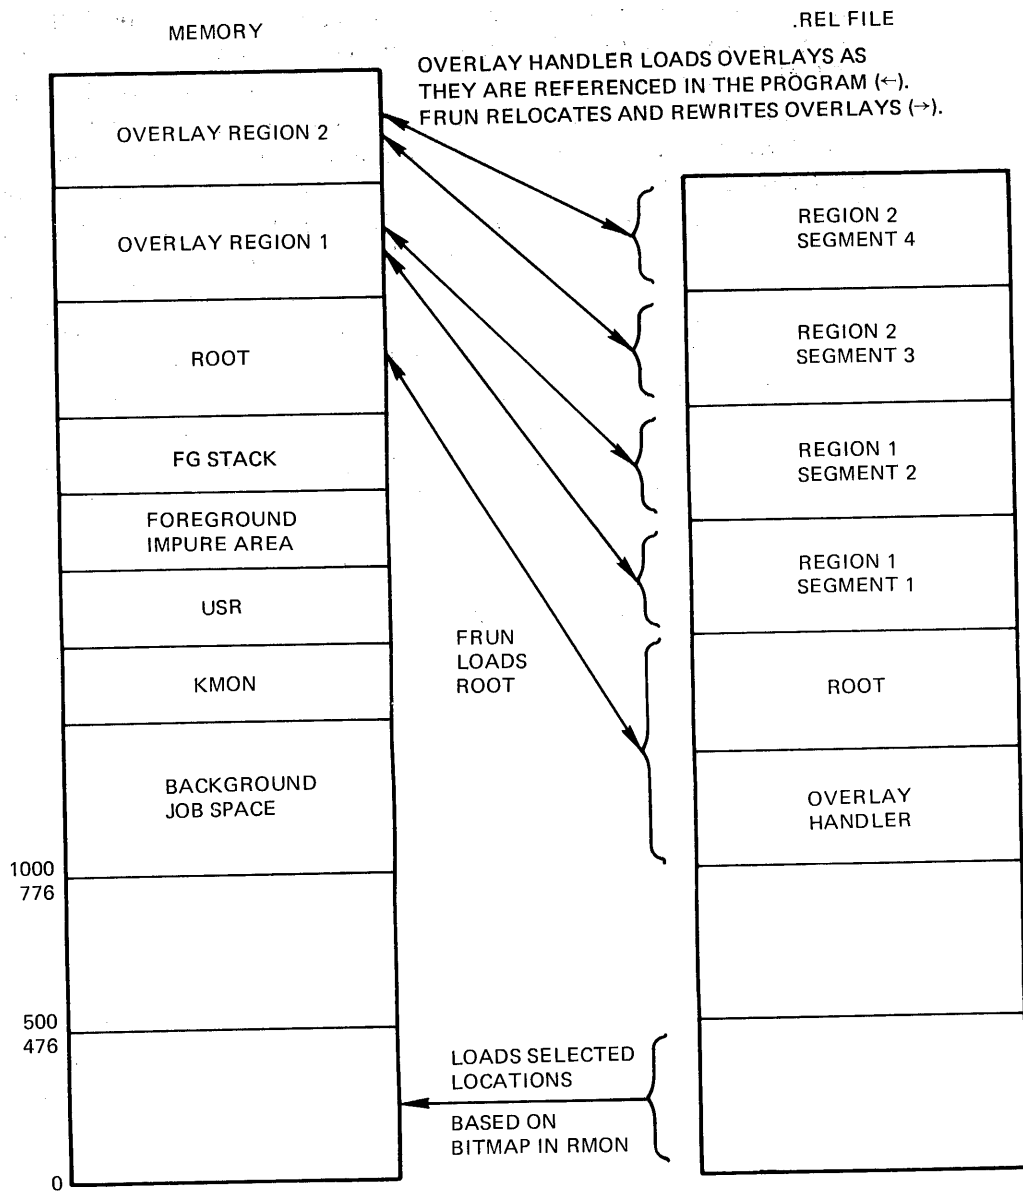 MEMORY
.REL FILE
OVERLAY HANDLER LOADS OVERLAYS AS
THEY ARE REFERENCED IN THE PROGRAM (←).
FRUN RELOCATES AND REWRITES OVERLAYS (→).
OVERLAY REGION 2
OVERLAY REGION 1
ROOT
FG STACK
FOREGROUND
IMPURE AREA
USR
KMON
BACKGROUND
JOB SPACE
1000
776
500
476
0
FRUN
LOADS
ROOT
LOADS SELECTED
LOCATIONS
BASED ON
BITMAP IN RMON
REGION 2
SEGMENT 4
REGION 2
SEGMENT 3
REGION 1
SEGMENT 2
REGION 1
SEGMENT 1
ROOT
OVERLAY
HANDLER